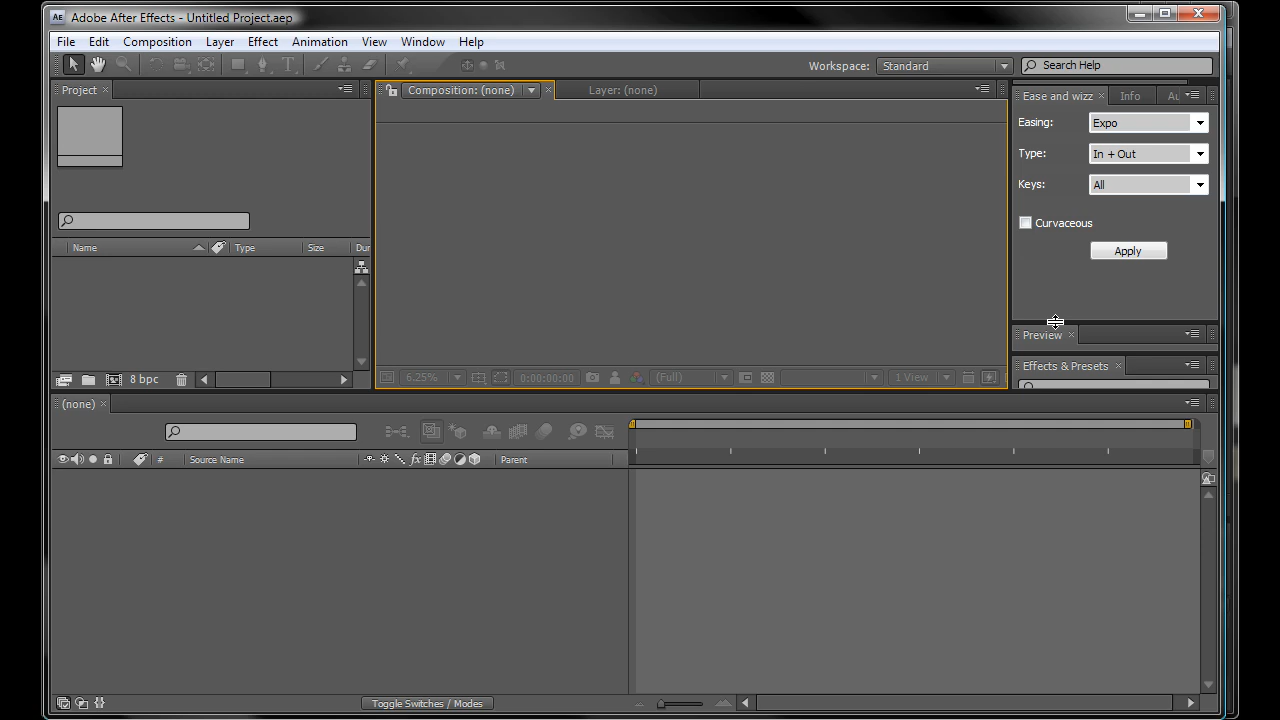 Adobe After Effects - Untitled Project.aep
File Edit Composition Layer Effect Animation View Window Help
Workspace: Standard Search Help
Project Composition: (none) Layer: (none) Ease and wizz Info Au
Easing: Expo
Type: In + Out
Keys: All
Curvaceous
Apply
Name Type Size Dur
Preview
Effects & Presets
8 bpc 6.25% 0:00:00:00 (Full) 1 View
(none)
# Source Name fx Parent
Toggle Switches / Modes